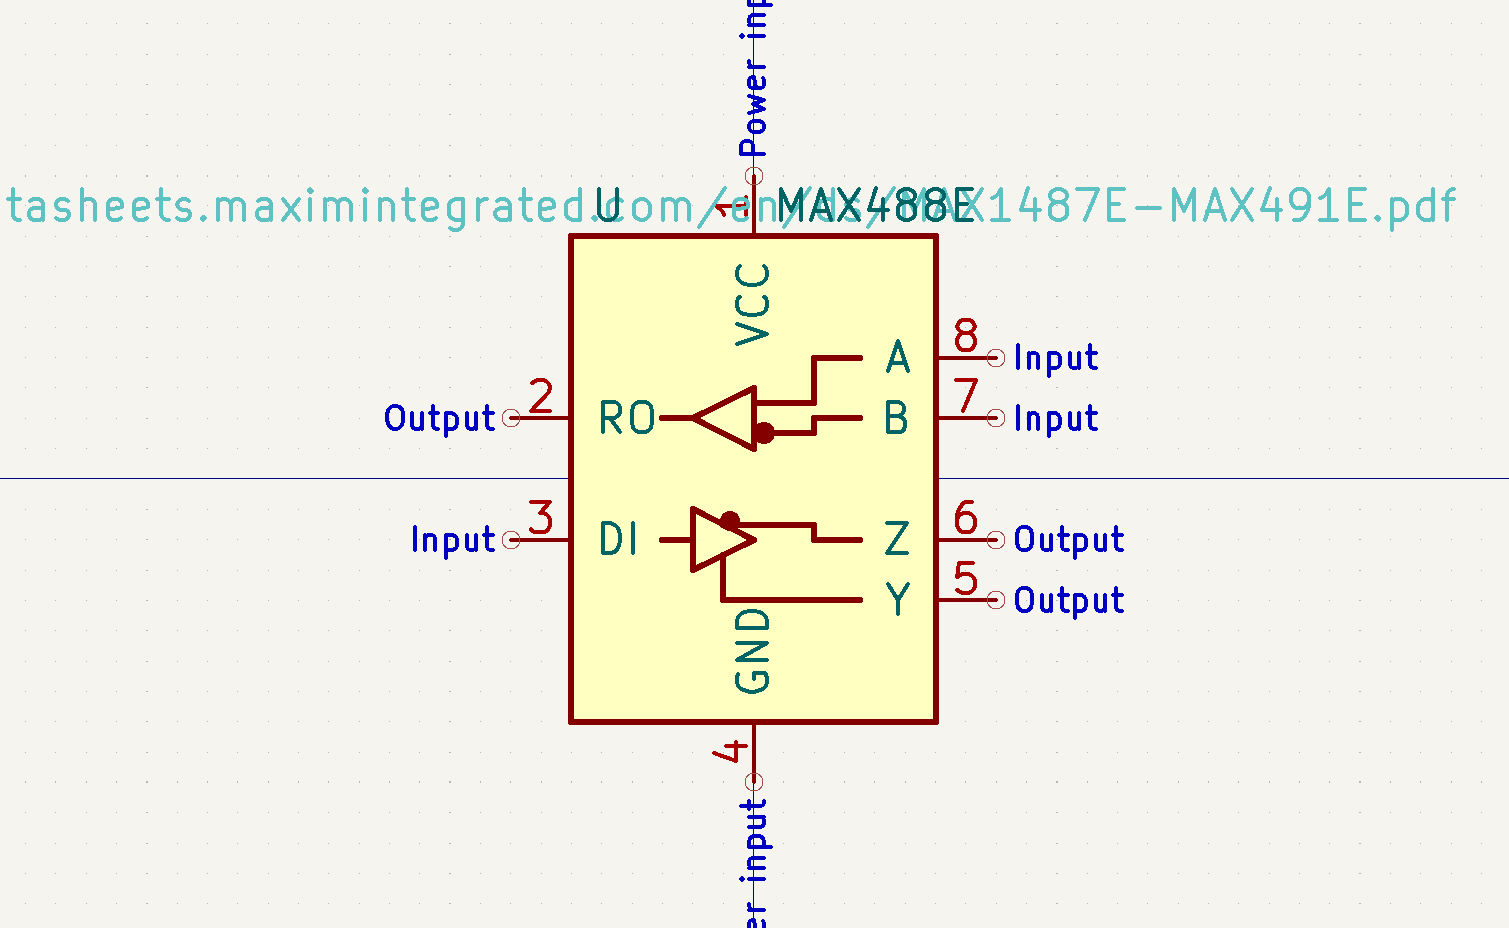 Power inp
tasheets.maximintegrated.com/en/ds/MAX1487E-MAX491E.pdf
U
1
MAX488E
VCC
A
8
Input
Output
2
RO
B
7
Input
Input
3
DI
Z
6
Output
Y
5
Output
GND
4
er input